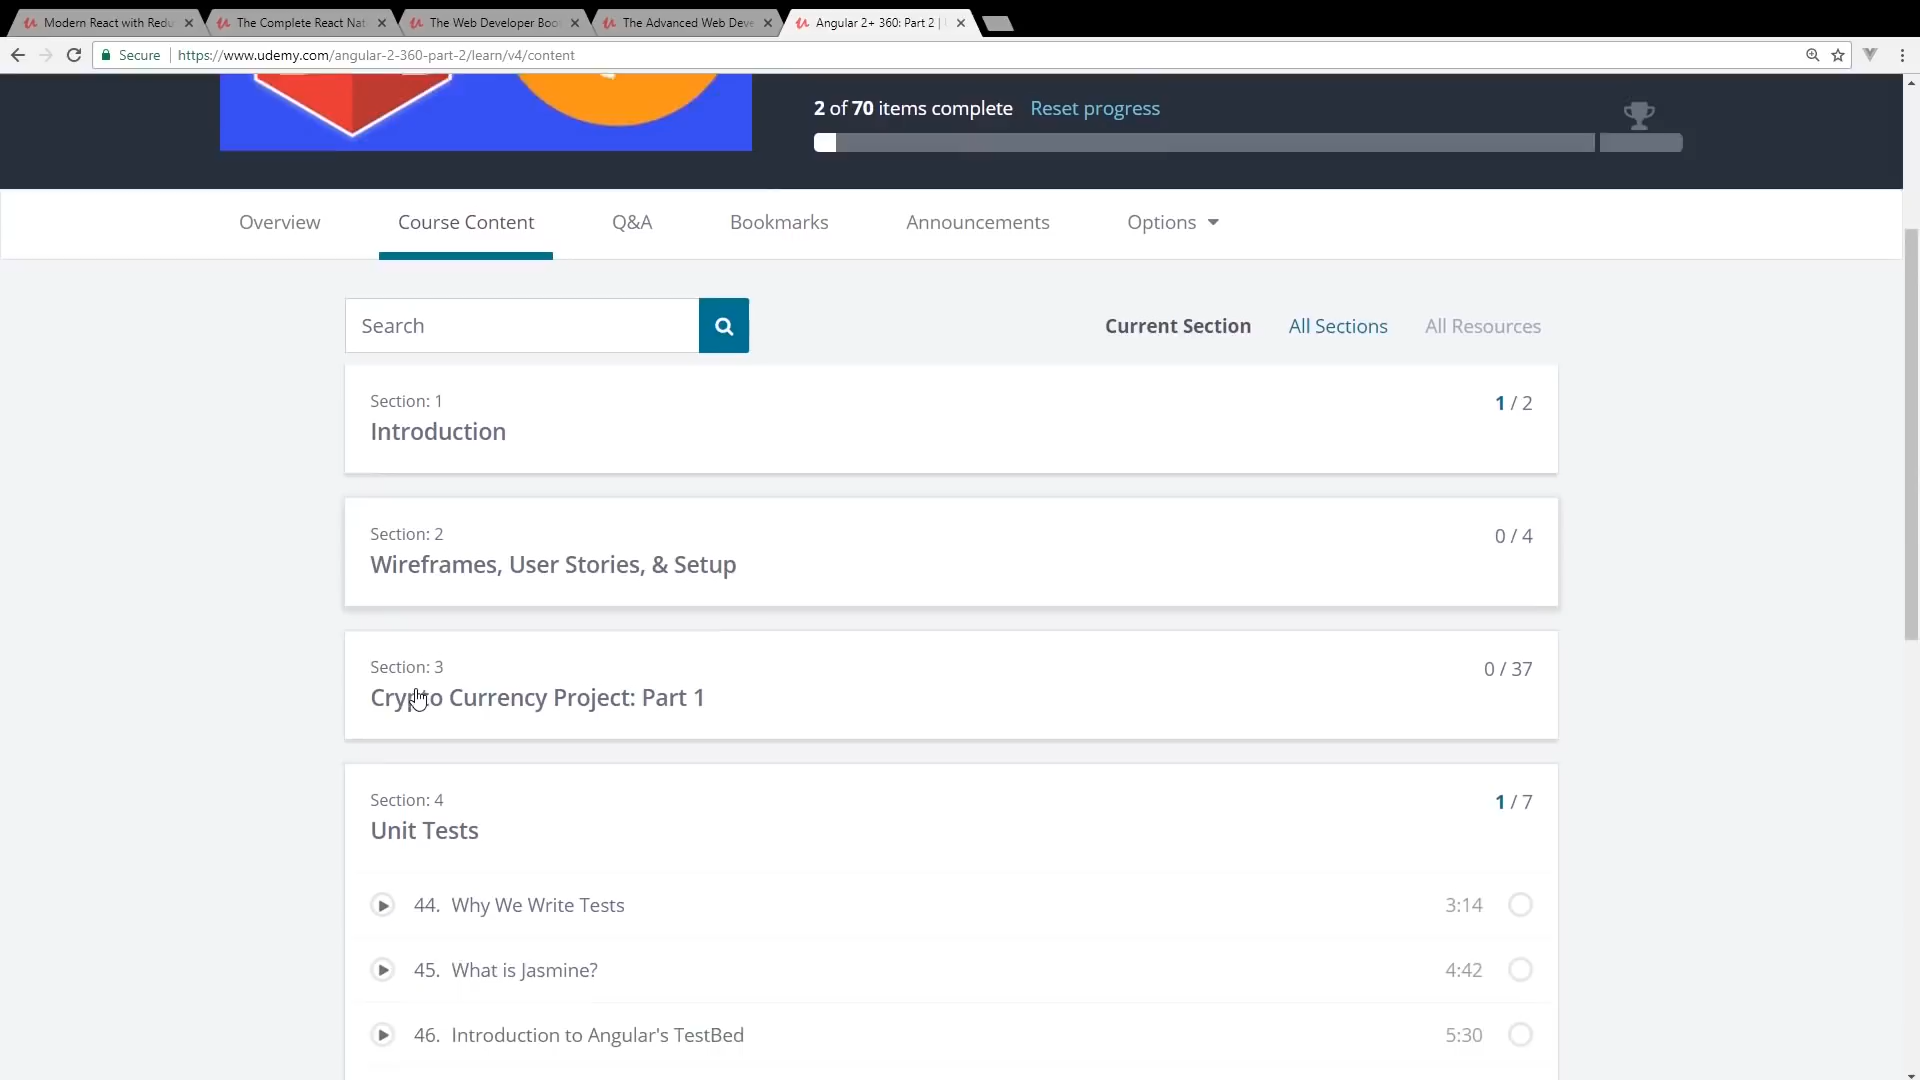 Modern React with Redu
The Complete React Nat
The Web Developer Boo
The Advanced Web Deve
Angular 2+ 360: Part 2 |
Secure
https://www.udemy.com/angular-2-360-part-2/learn/v4/content
2 of 70 items complete Reset progress
Overview
Course Content
Q&A
Bookmarks
Announcements
Options
Search
Current Section
All Sections
All Resources
Section: 1
1 / 2
Introduction
Section: 2
0 / 4
Wireframes, User Stories, & Setup
Section: 3
0 / 37
Crypto Currency Project: Part 1
Section: 4
1 / 7
Unit Tests
44. Why We Write Tests 3:14
45. What is Jasmine? 4:42
46. Introduction to Angular's TestBed 5:30